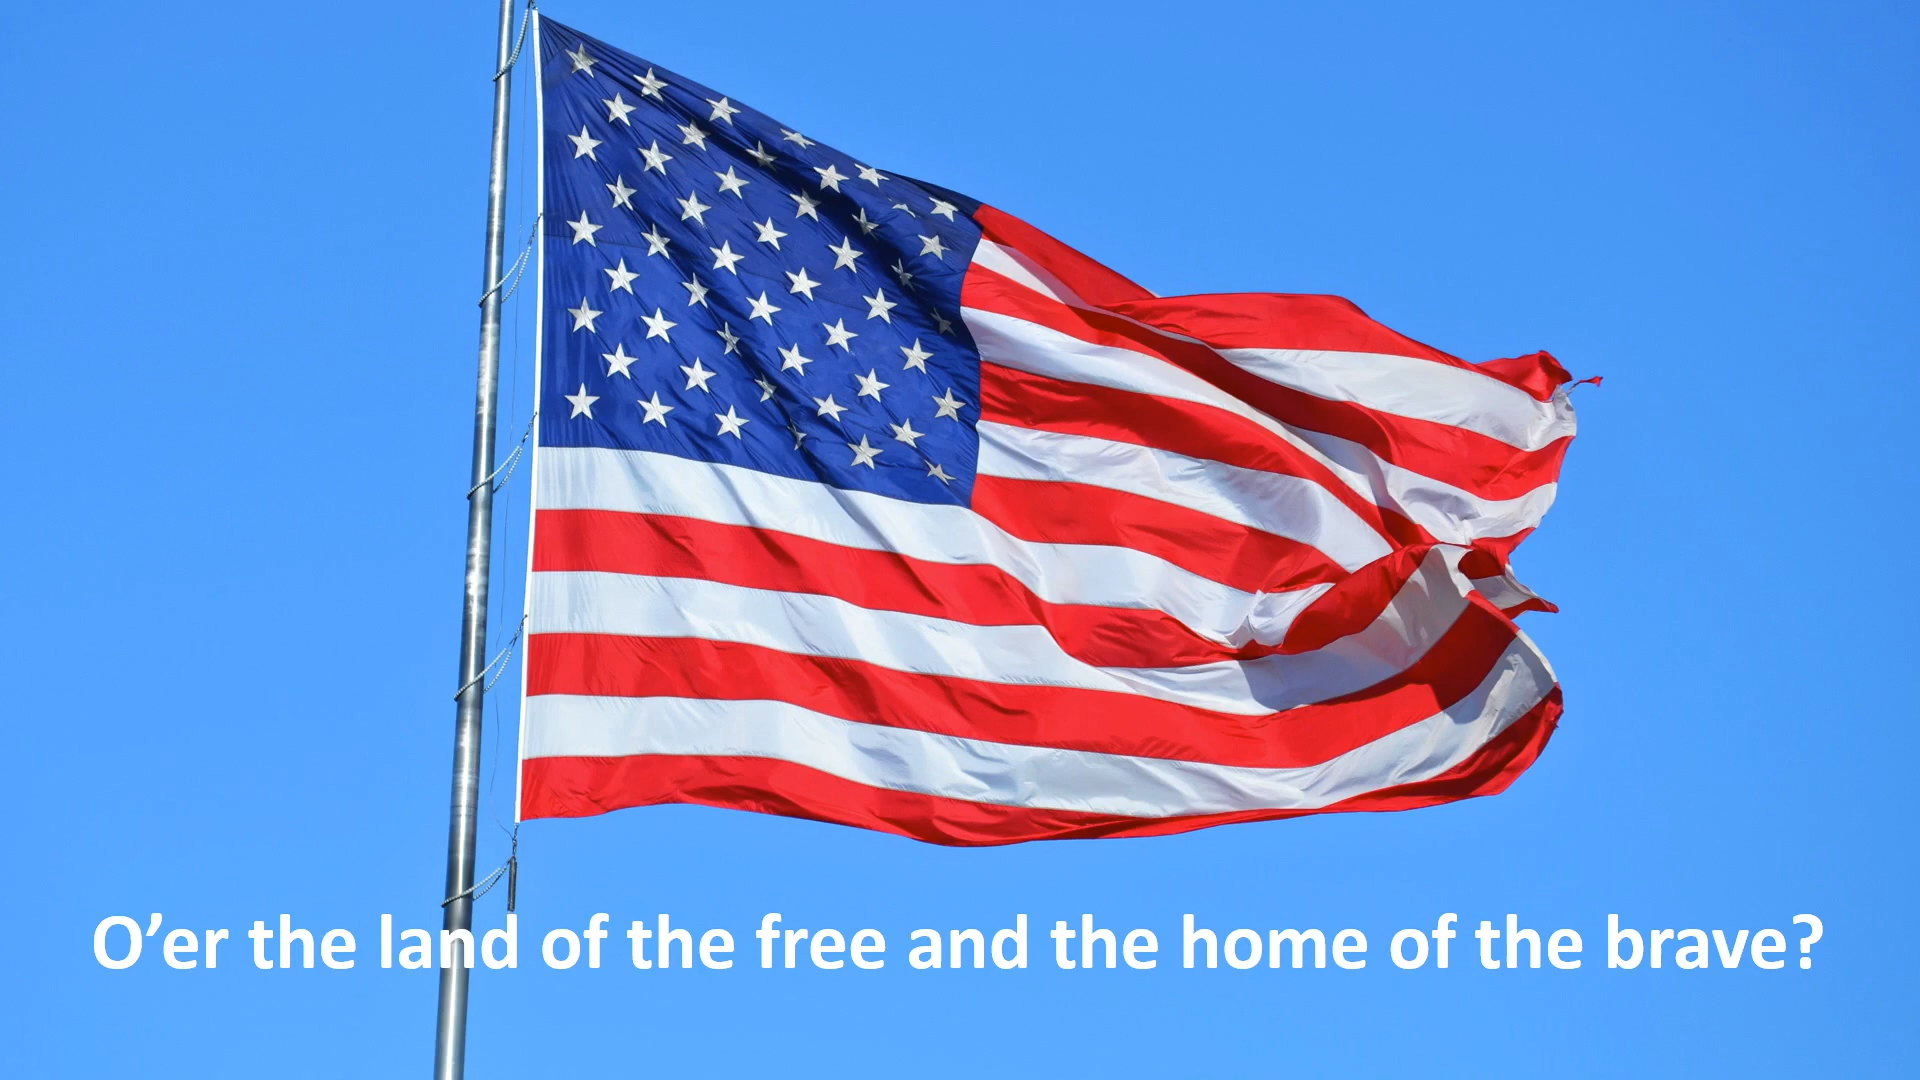 O’er the land of the free and the home of the brave?